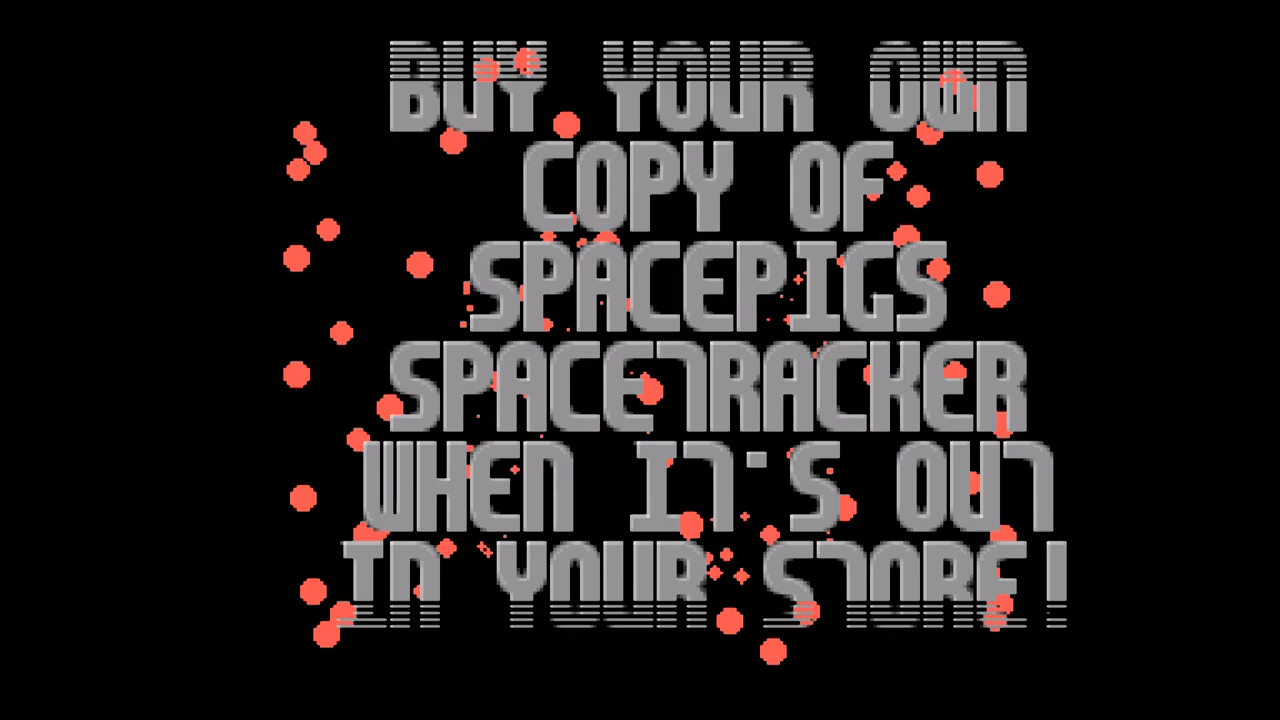 BUY YOUR OWN
COPY OF
SPACEPIGS
SPACETRACKER
WHEN IT'S OUT
IN YOUR STORE!